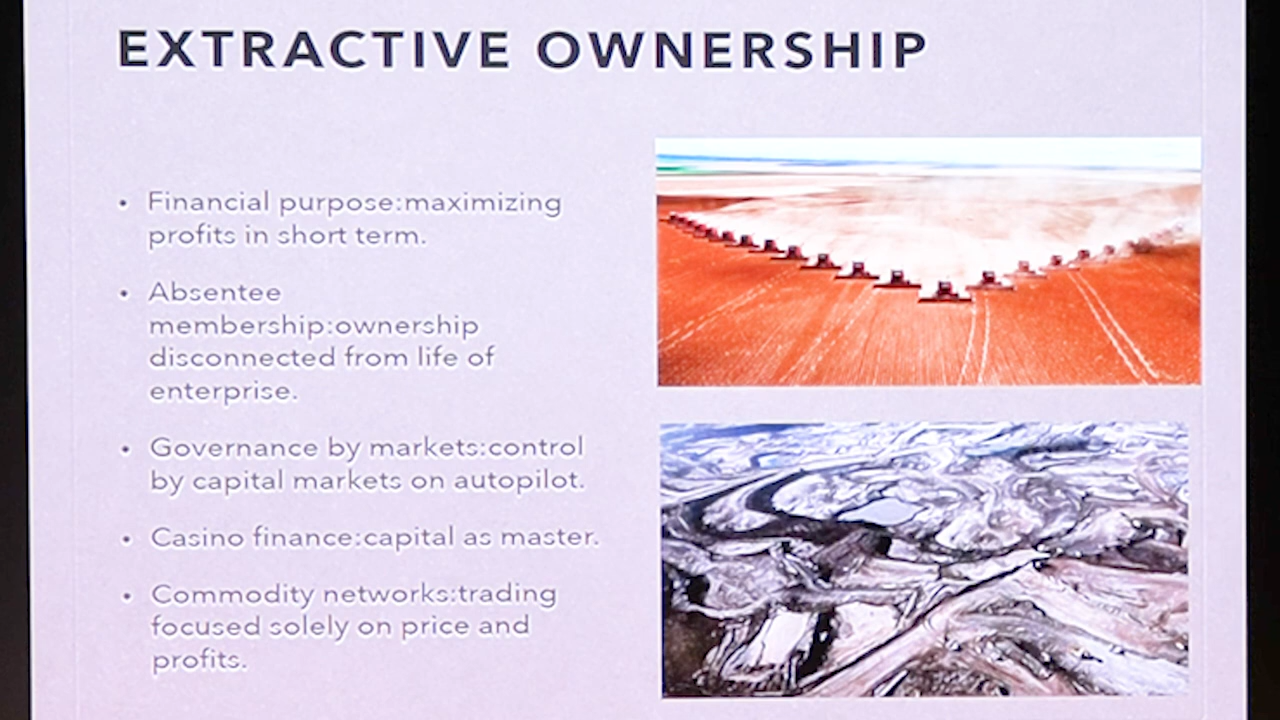 EXTRACTIVE OWNERSHIP
• Financial purpose:maximizing
profits in short term.
• Absentee
membership:ownership
disconnected from life of
enterprise.
• Governance by markets:control
by capital markets on autopilot.
• Casino finance:capital as master.
• Commodity networks:trading
focused solely on price and
profits.